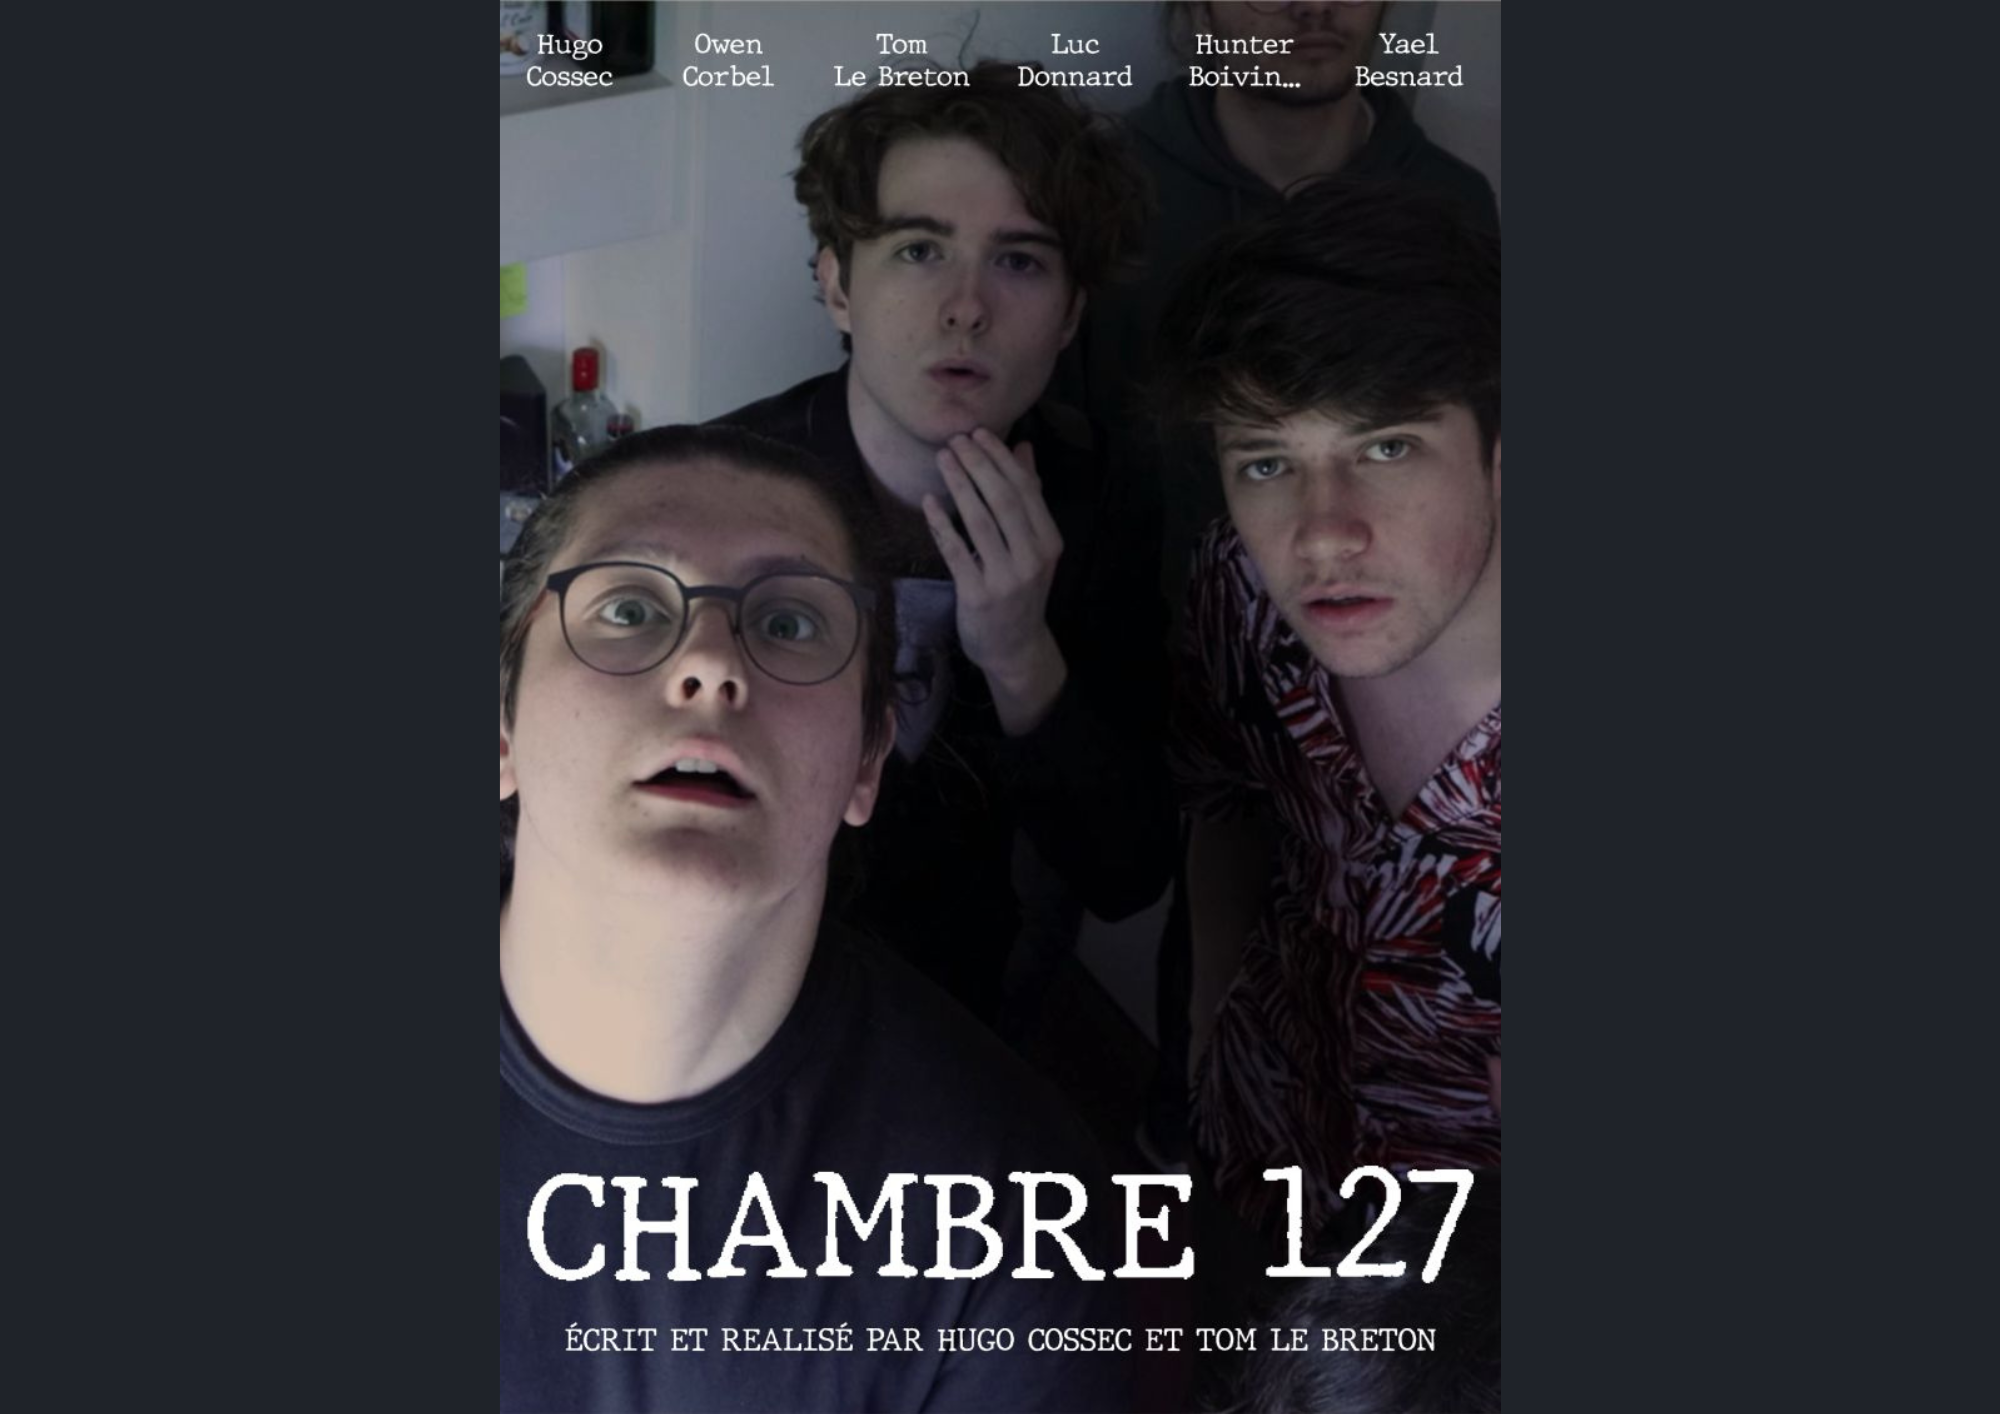 Hugo Cossec
Owen Corbel
Tom Le Breton
Luc Donnard
Hunter Boivin...
Yael Besnard
CHAMBRE 127
ÉCRIT ET REALISÉ PAR HUGO COSSEC ET TOM LE BRETON